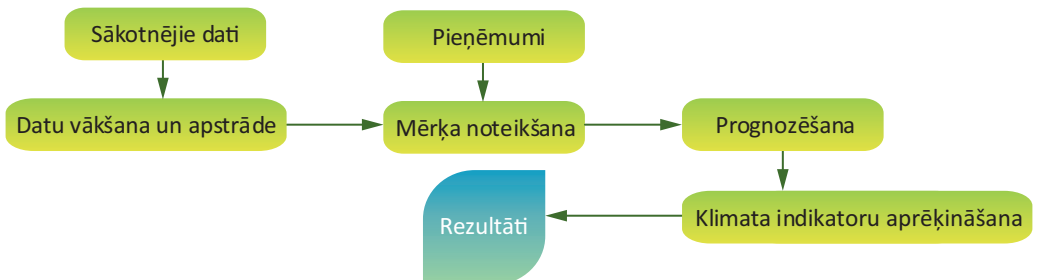 Sākotnējie dati
Pieņēmumi
Datu vākšana un apstrāde
Mērķa noteikšana
Prognozēšana
Rezultāti
Klimata indikatoru aprēķināšana